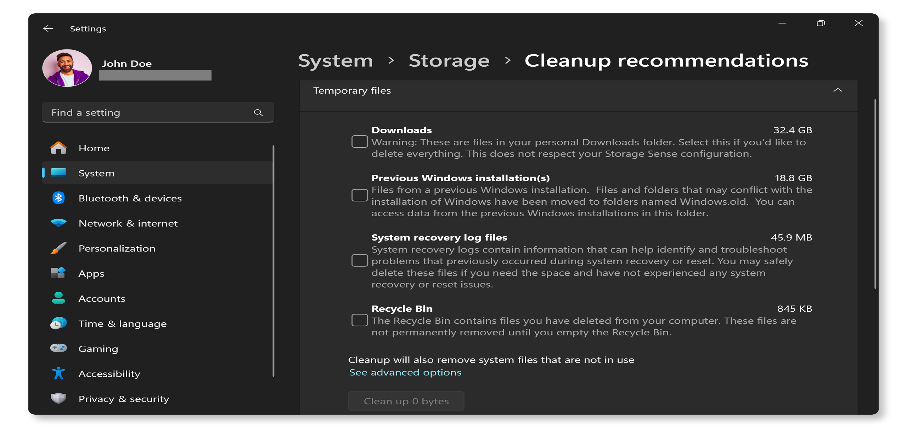 Settings
John Doe
Find a setting
Home
System
Bluetooth & devices
Network & internet
Personalization
Apps
Accounts
Time & language
Gaming
Accessibility
Privacy & security
System > Storage > Cleanup recommendations
Temporary files
Downloads 32.4 GB
Warning: These are files in your personal Downloads folder. Select this if you'd like to
delete everything. This does not respect your Storage Sense configuration.
Previous Windows installation(s) 18.8 GB
Files from a previous Windows installation.  Files and folders that may conflict with the
installation of Windows have been moved to folders named Windows.old.  You can
access data from the previous Windows installations in this folder.
System recovery log files 45.9 MB
System recovery logs contain information that can help identify and troubleshoot
problems that previously occurred during system recovery or reset. You may safely
delete these files if you need the space and have not experienced any system
recovery or reset issues.
Recycle Bin 845 KB
The Recycle Bin contains files you have deleted from your computer. These files are
not permanently removed until you empty the Recycle Bin.
Cleanup will also remove system files that are not in use
See advanced options
Clean up 0 bytes